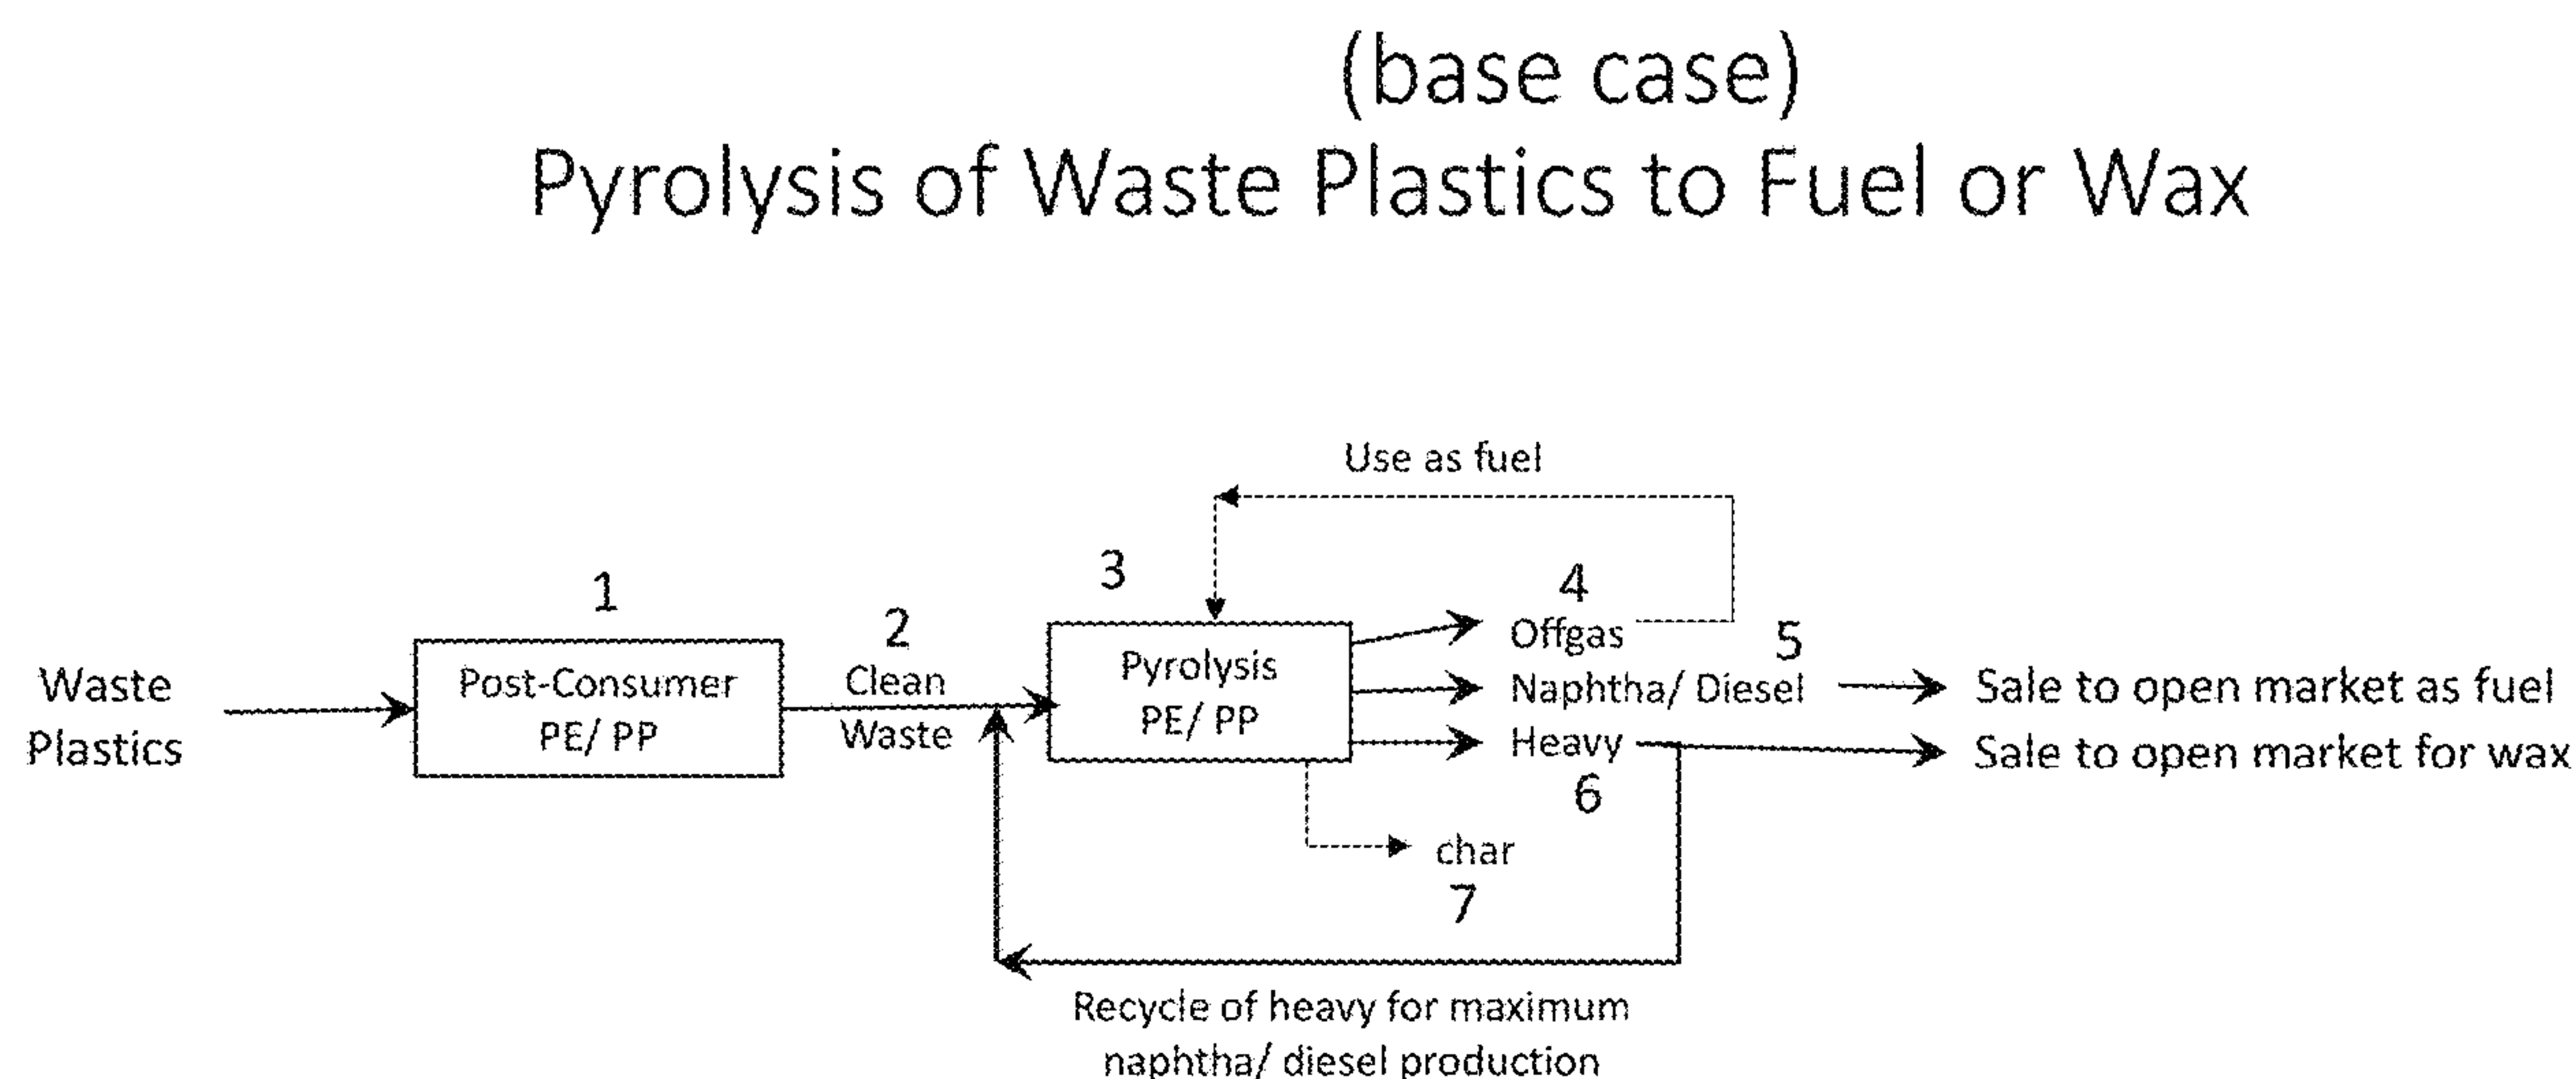 (base case)
Pyrolysis of Waste Plastics to Fuel or Wax
Use as fuel
Waste
Plastics
1
Post-Consumer
PE/ PP
2
Clean
Waste
3
Pyrolysis
PE/ PP
4
Offgas
5
Naphtha/ Diesel
Sale to open market as fuel
Heavy
6
Sale to open market for wax
char
7
Recycle of heavy for maximum
naphtha/ diesel production